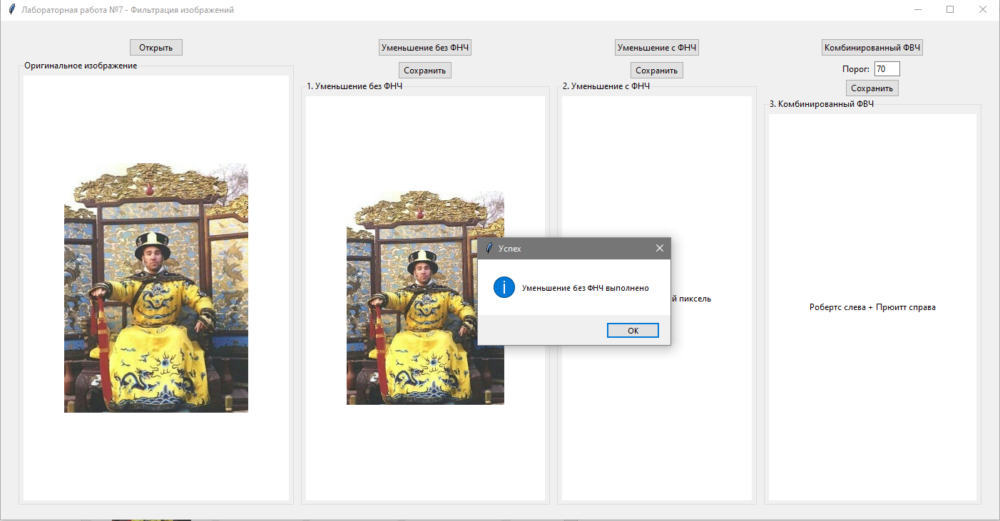 Лабораторная работа №7 - Фильтрация изображений
Открыть
Оригинальное изображение
Уменьшение без ФНЧ
Сохранить
1. Уменьшение без ФНЧ
Уменьшение с ФНЧ
Сохранить
2. Уменьшение с ФНЧ
й пиксель
Комбинированный ФВЧ
Порог: 70
Сохранить
3. Комбинированный ФВЧ
Робертс слева + Прюитт справа
Успех
Уменьшение без ФНЧ выполнено
ОК